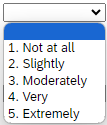 1. Not at all
2. Slightly
3. Moderately
4. Very
5. Extremely